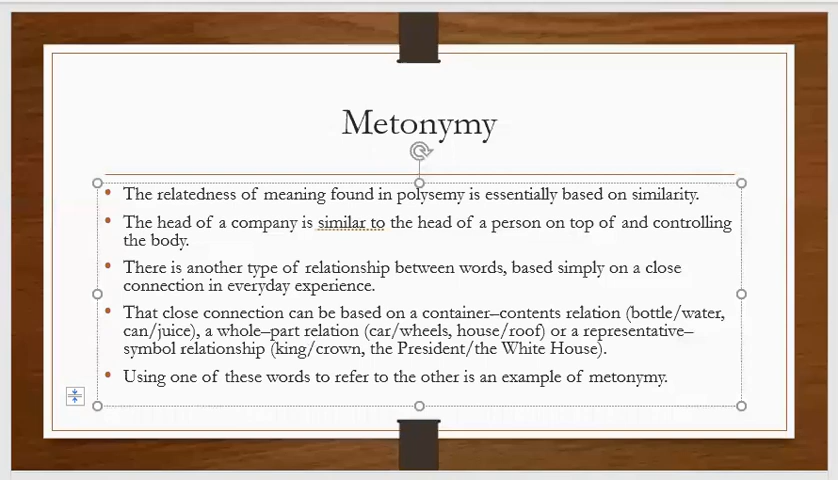 Metonymy
The relatedness of meaning found in polysemy is essentially based on similarity.
The head of a company is similar to the head of a person on top of and controlling
the body.
There is another type of relationship between words, based simply on a close
connection in everyday experience.
That close connection can be based on a container–contents relation (bottle/water,
can/juice), a whole–part relation (car/wheels, house/roof) or a representative–
symbol relationship (king/crown, the President/the White House).
Using one of these words to refer to the other is an example of metonymy.